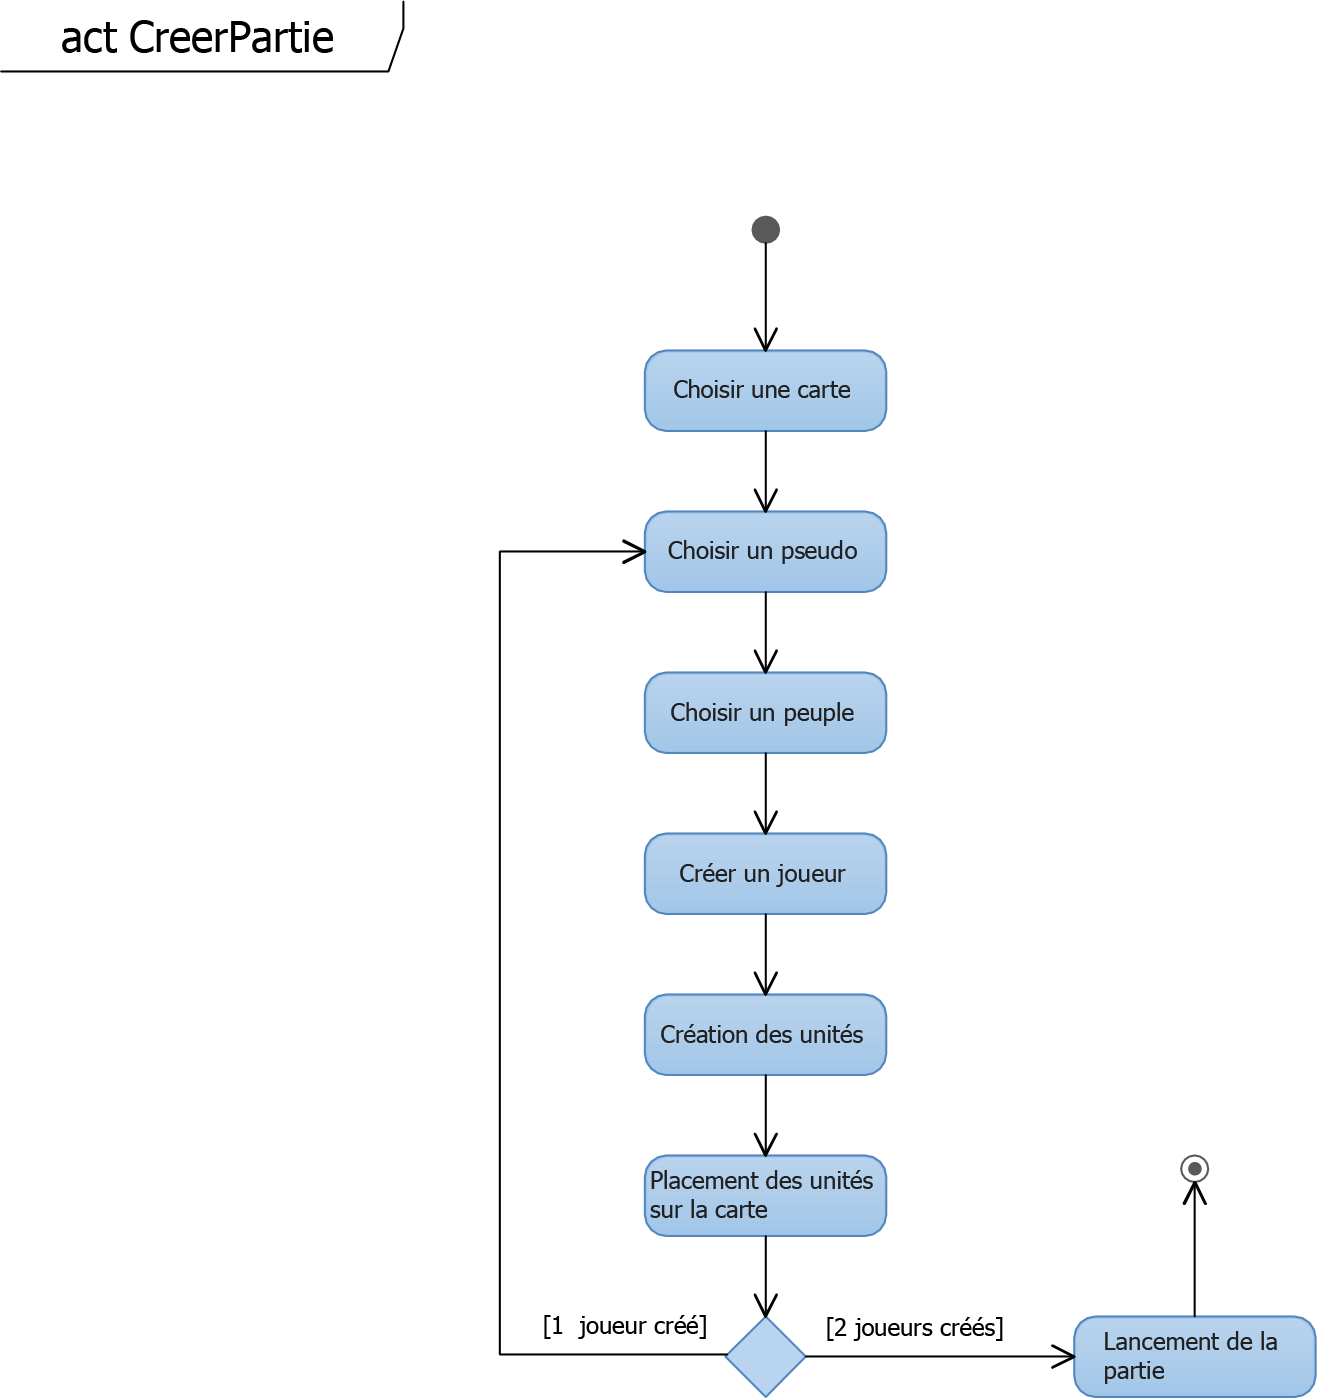 act CreerPartie
Choisir une carte
Choisir un pseudo
Choisir un peuple
Créer un joueur
Création des unités
Placement des unités
sur la carte
[1  joueur créé]
[2 joueurs créés]
Lancement de la
partie